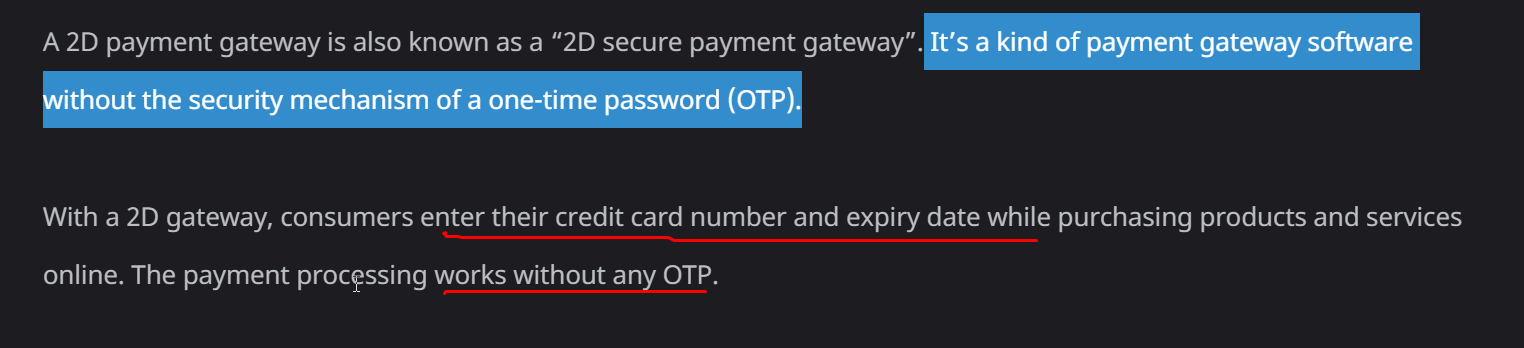 A 2D payment gateway is also known as a “2D secure payment gateway”. It’s a kind of payment gateway software
without the security mechanism of a one-time password (OTP).
With a 2D gateway, consumers enter their credit card number and expiry date while purchasing products and services
online. The payment processing works without any OTP.